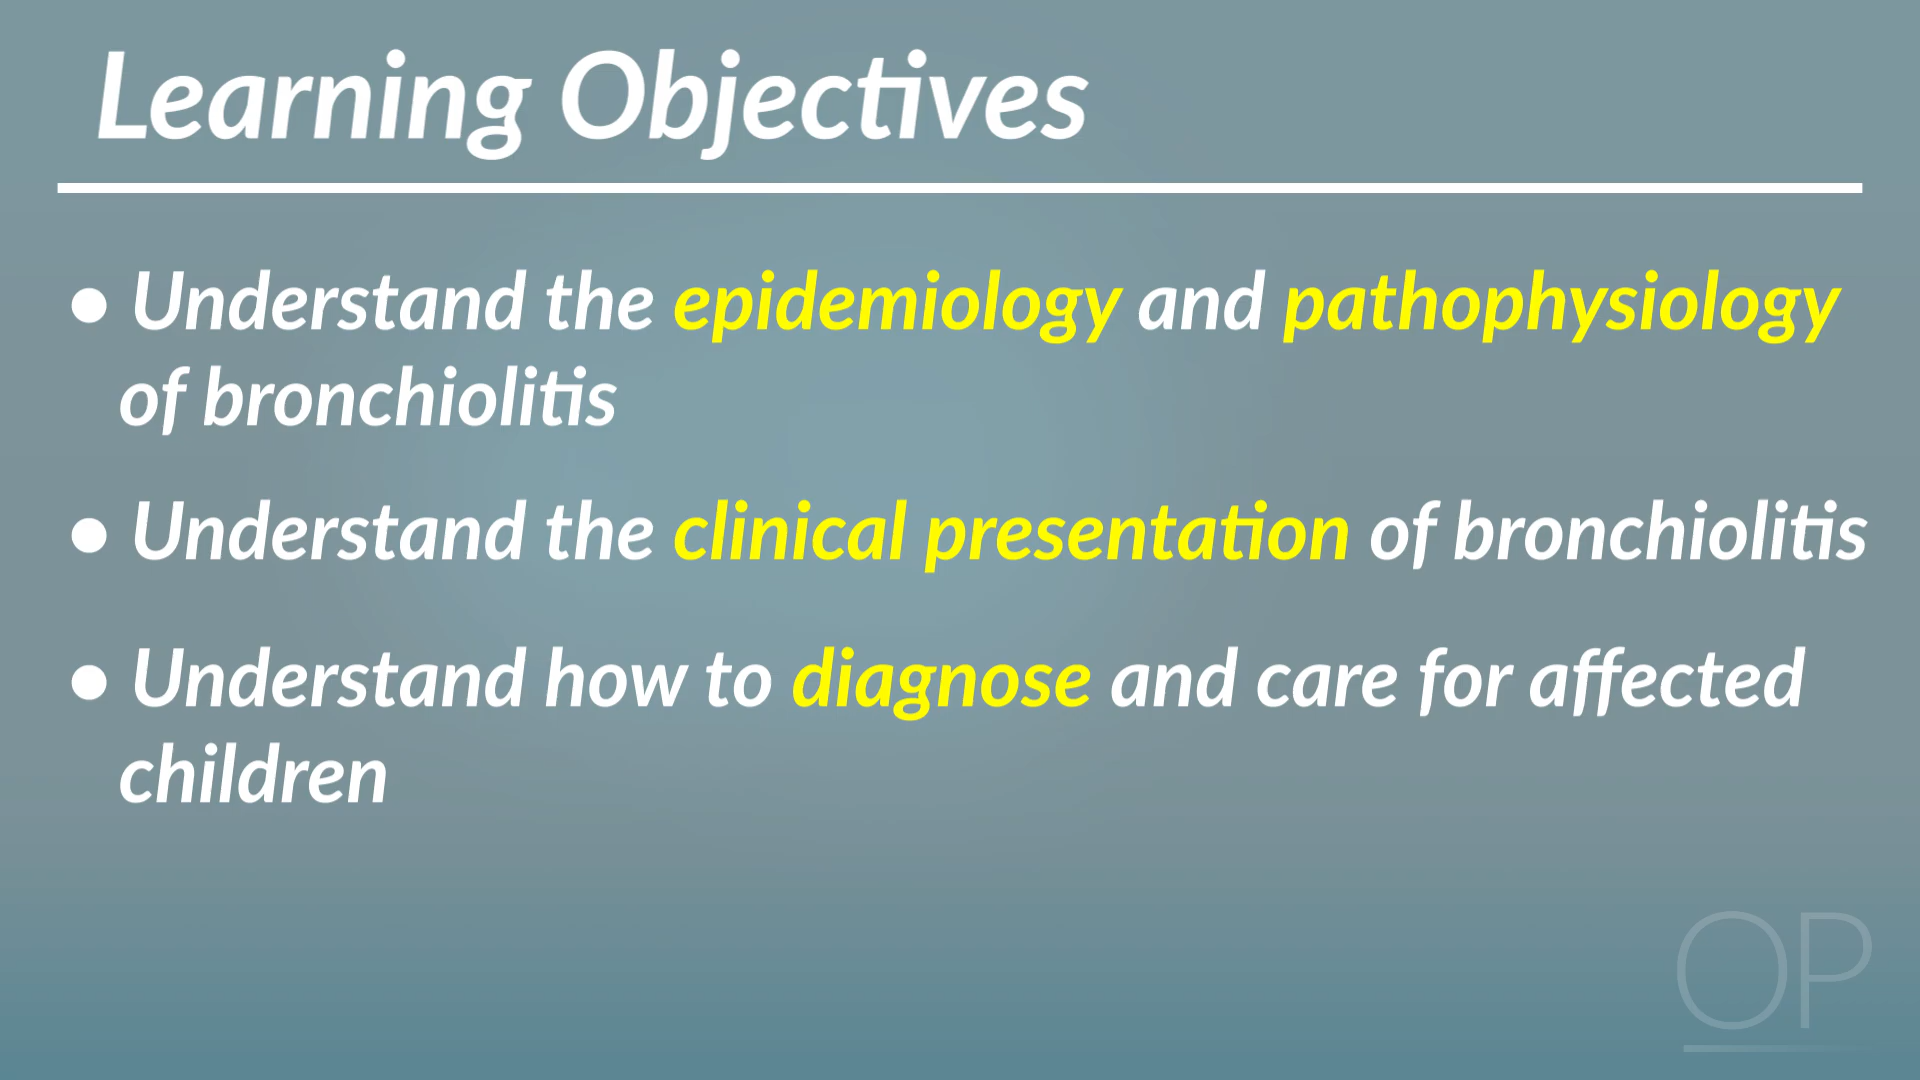 Learning Objectives
• Understand the epidemiology and pathophysiology
of bronchiolitis
• Understand the clinical presentation of bronchiolitis
• Understand how to diagnose and care for affected
children
OP